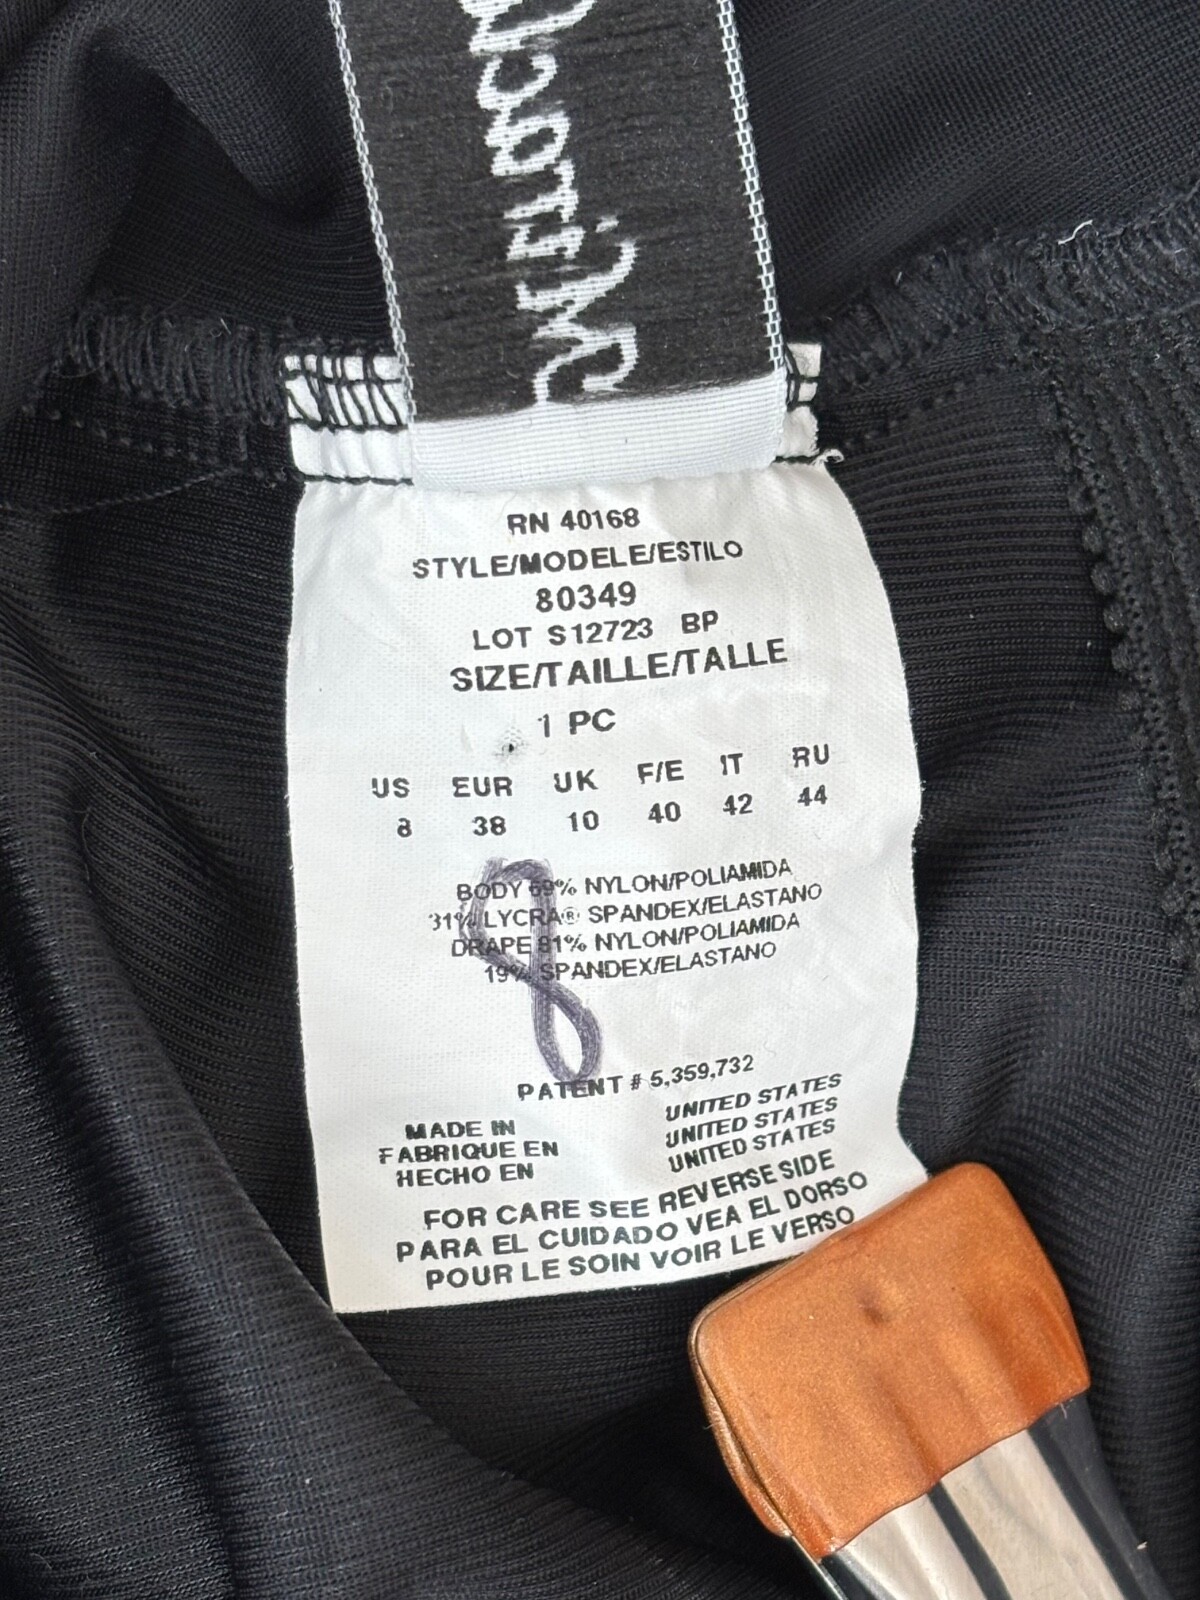 RN 40168
STYLE/MODELE/ESTILO
80349
LOT S12723 BP
SIZE/TAILLE/TALLE
1 PC
US EUR UK F/E IT RU
8 38 10 40 42 44
8
BODY 69% NYLON/POLIAMIDA
31% LYCRA® SPANDEX/ELASTANO
DRAPE 81% NYLON/POLIAMIDA
19% SPANDEX/ELASTANO
PATENT # 5,359,732
MADE IN UNITED STATES
FABRIQUE EN UNITED STATES
HECHO EN UNITED STATES
FOR CARE SEE REVERSE SIDE
PARA EL CUIDADO VEA EL DORSO
POUR LE SOIN VOIR LE VERSO